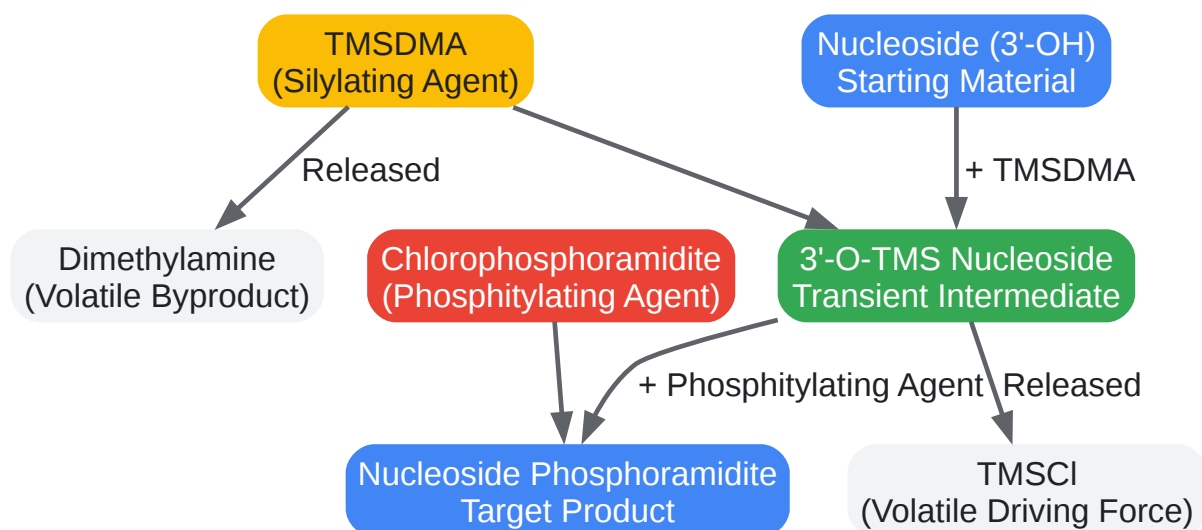 TMSDMA
(Silylating Agent)
Nucleoside (3'-OH)
Starting Material
Released
+ TMSDMA
Dimethylamine
(Volatile Byproduct)
Chlorophosphoramidite
(Phosphitylating Agent)
3'-O-TMS Nucleoside
Transient Intermediate
+ Phosphitylating Agent
Released
Nucleoside Phosphoramidite
Target Product
TMSCl
(Volatile Driving Force)